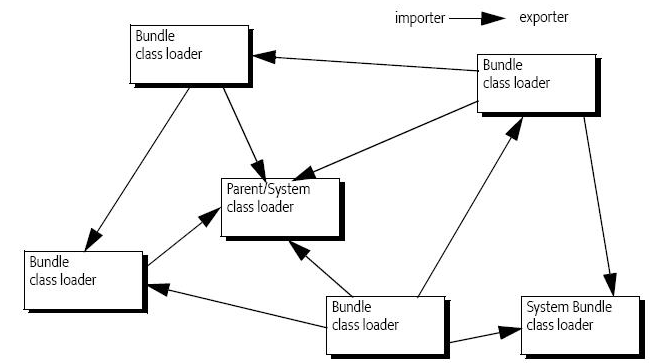 importer exporter
Bundle
class loader
Bundle
class loader
Parent/System
class loader
Bundle
class loader
Bundle
class loader
System Bundle
class loader